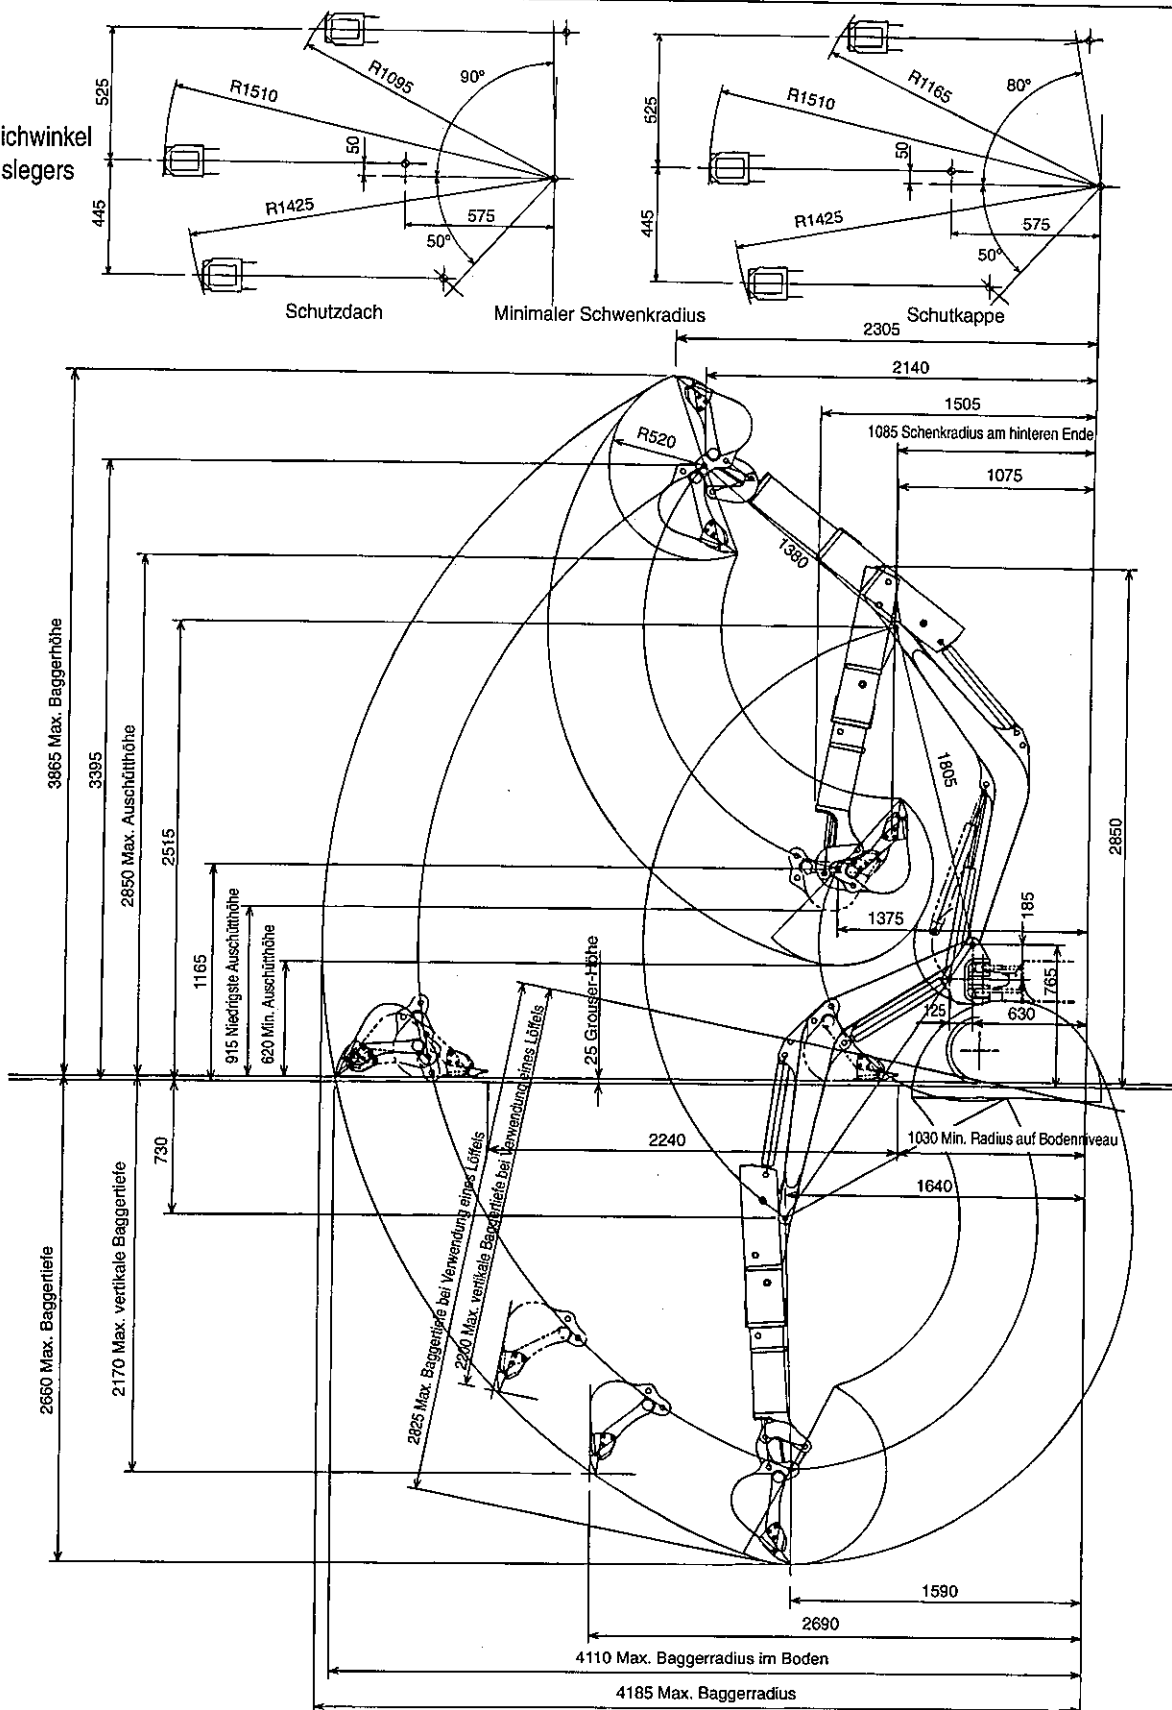 525
R1095
90°
R1510
ichwinkel
slegers
50
445
R1425
575
50°
Schutzdach
Minimaler Schwenkradius
525
R1165
80°
R1510
50
445
R1425
575
50°
Schutkappe
2305
2140
1505
1085 Schenkradius am hinteren Ende
1075
R520
1380
3865 Max. Baggerhöhe
3395
2850 Max. Auschütthöhe
2515
1165
915 Niedrigste Auschütthöhe
620 Min. Auschütthöhe
25 Grouser-Höhe
1805
2850
1375
185
765
125
630
730
2240
1030 Min. Radius auf Bodenniveau
1640
2660 Max. Baggertiefe
2170 Max. vertikale Baggertiefe
2825 Max. Baggertiefe bei Verwendung eines Löffels
2200 Max. vertikale Baggertiefe bei Verwendung eines Löffels
1590
2690
4110 Max. Baggerradius im Boden
4185 Max. Baggerradius